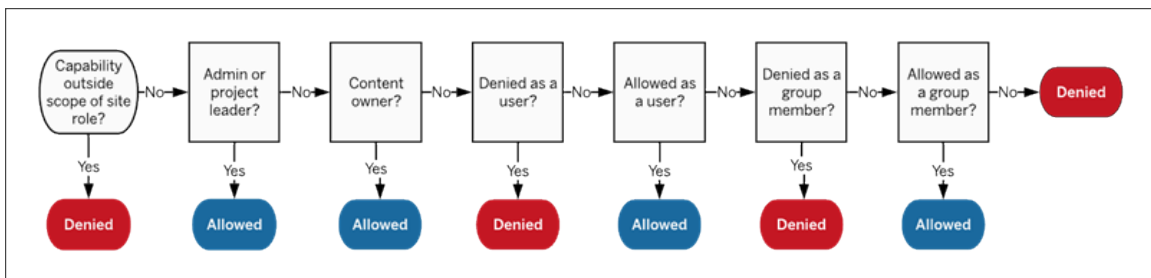 Capability
outside
scope of site
role?
No
Admin or
project
leader?
No
Content
owner?
No
Denied as a
user?
No
Allowed as
a user?
No
Denied as a
group
member?
No
Allowed as
a group
member?
No
Denied
Yes
Yes
Yes
Yes
Yes
Yes
Yes
Denied
Allowed
Allowed
Denied
Allowed
Denied
Allowed